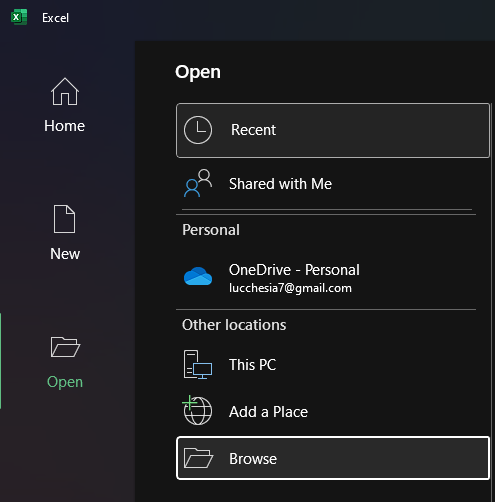 Excel
Home
New
Open
Open
Recent
Shared with Me
Personal
OneDrive - Personal
lucchesia7@gmail.com
Other locations
This PC
Add a Place
Browse